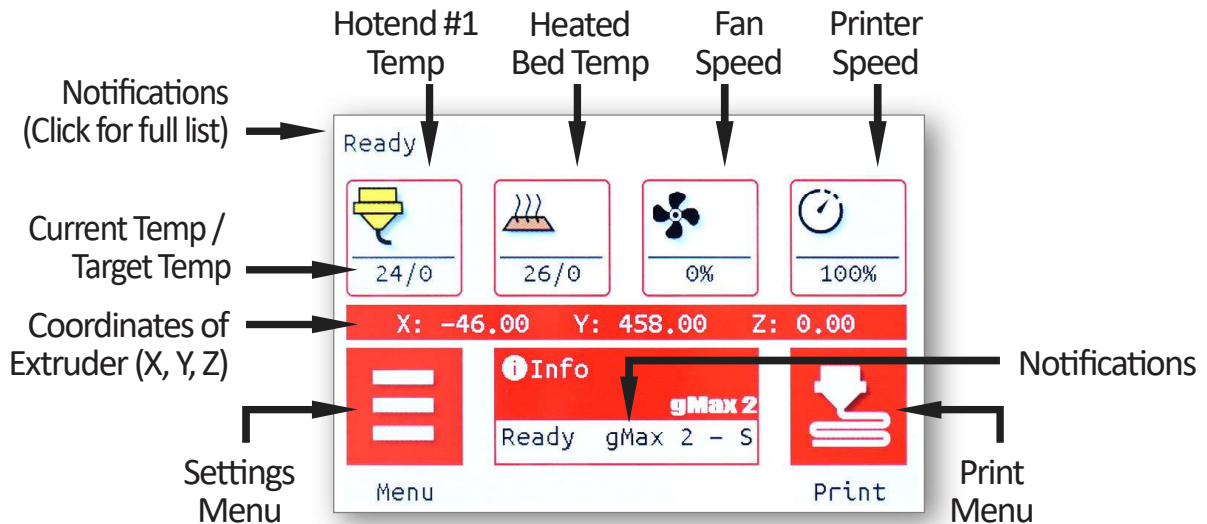 Hotend #1
Temp
Heated
Bed Temp
Fan
Speed
Printer
Speed
Notifications
(Click for full list)
Ready
Current Temp /
Target Temp
24/0
26/0
0%
100%
Coordinates of
Extruder (X, Y, Z)
X: -46.00 Y: 458.00 Z: 0.00
Info
gMax 2
Ready gMax 2 - S
Notifications
Settings
Menu
Menu
Print
Print
Menu